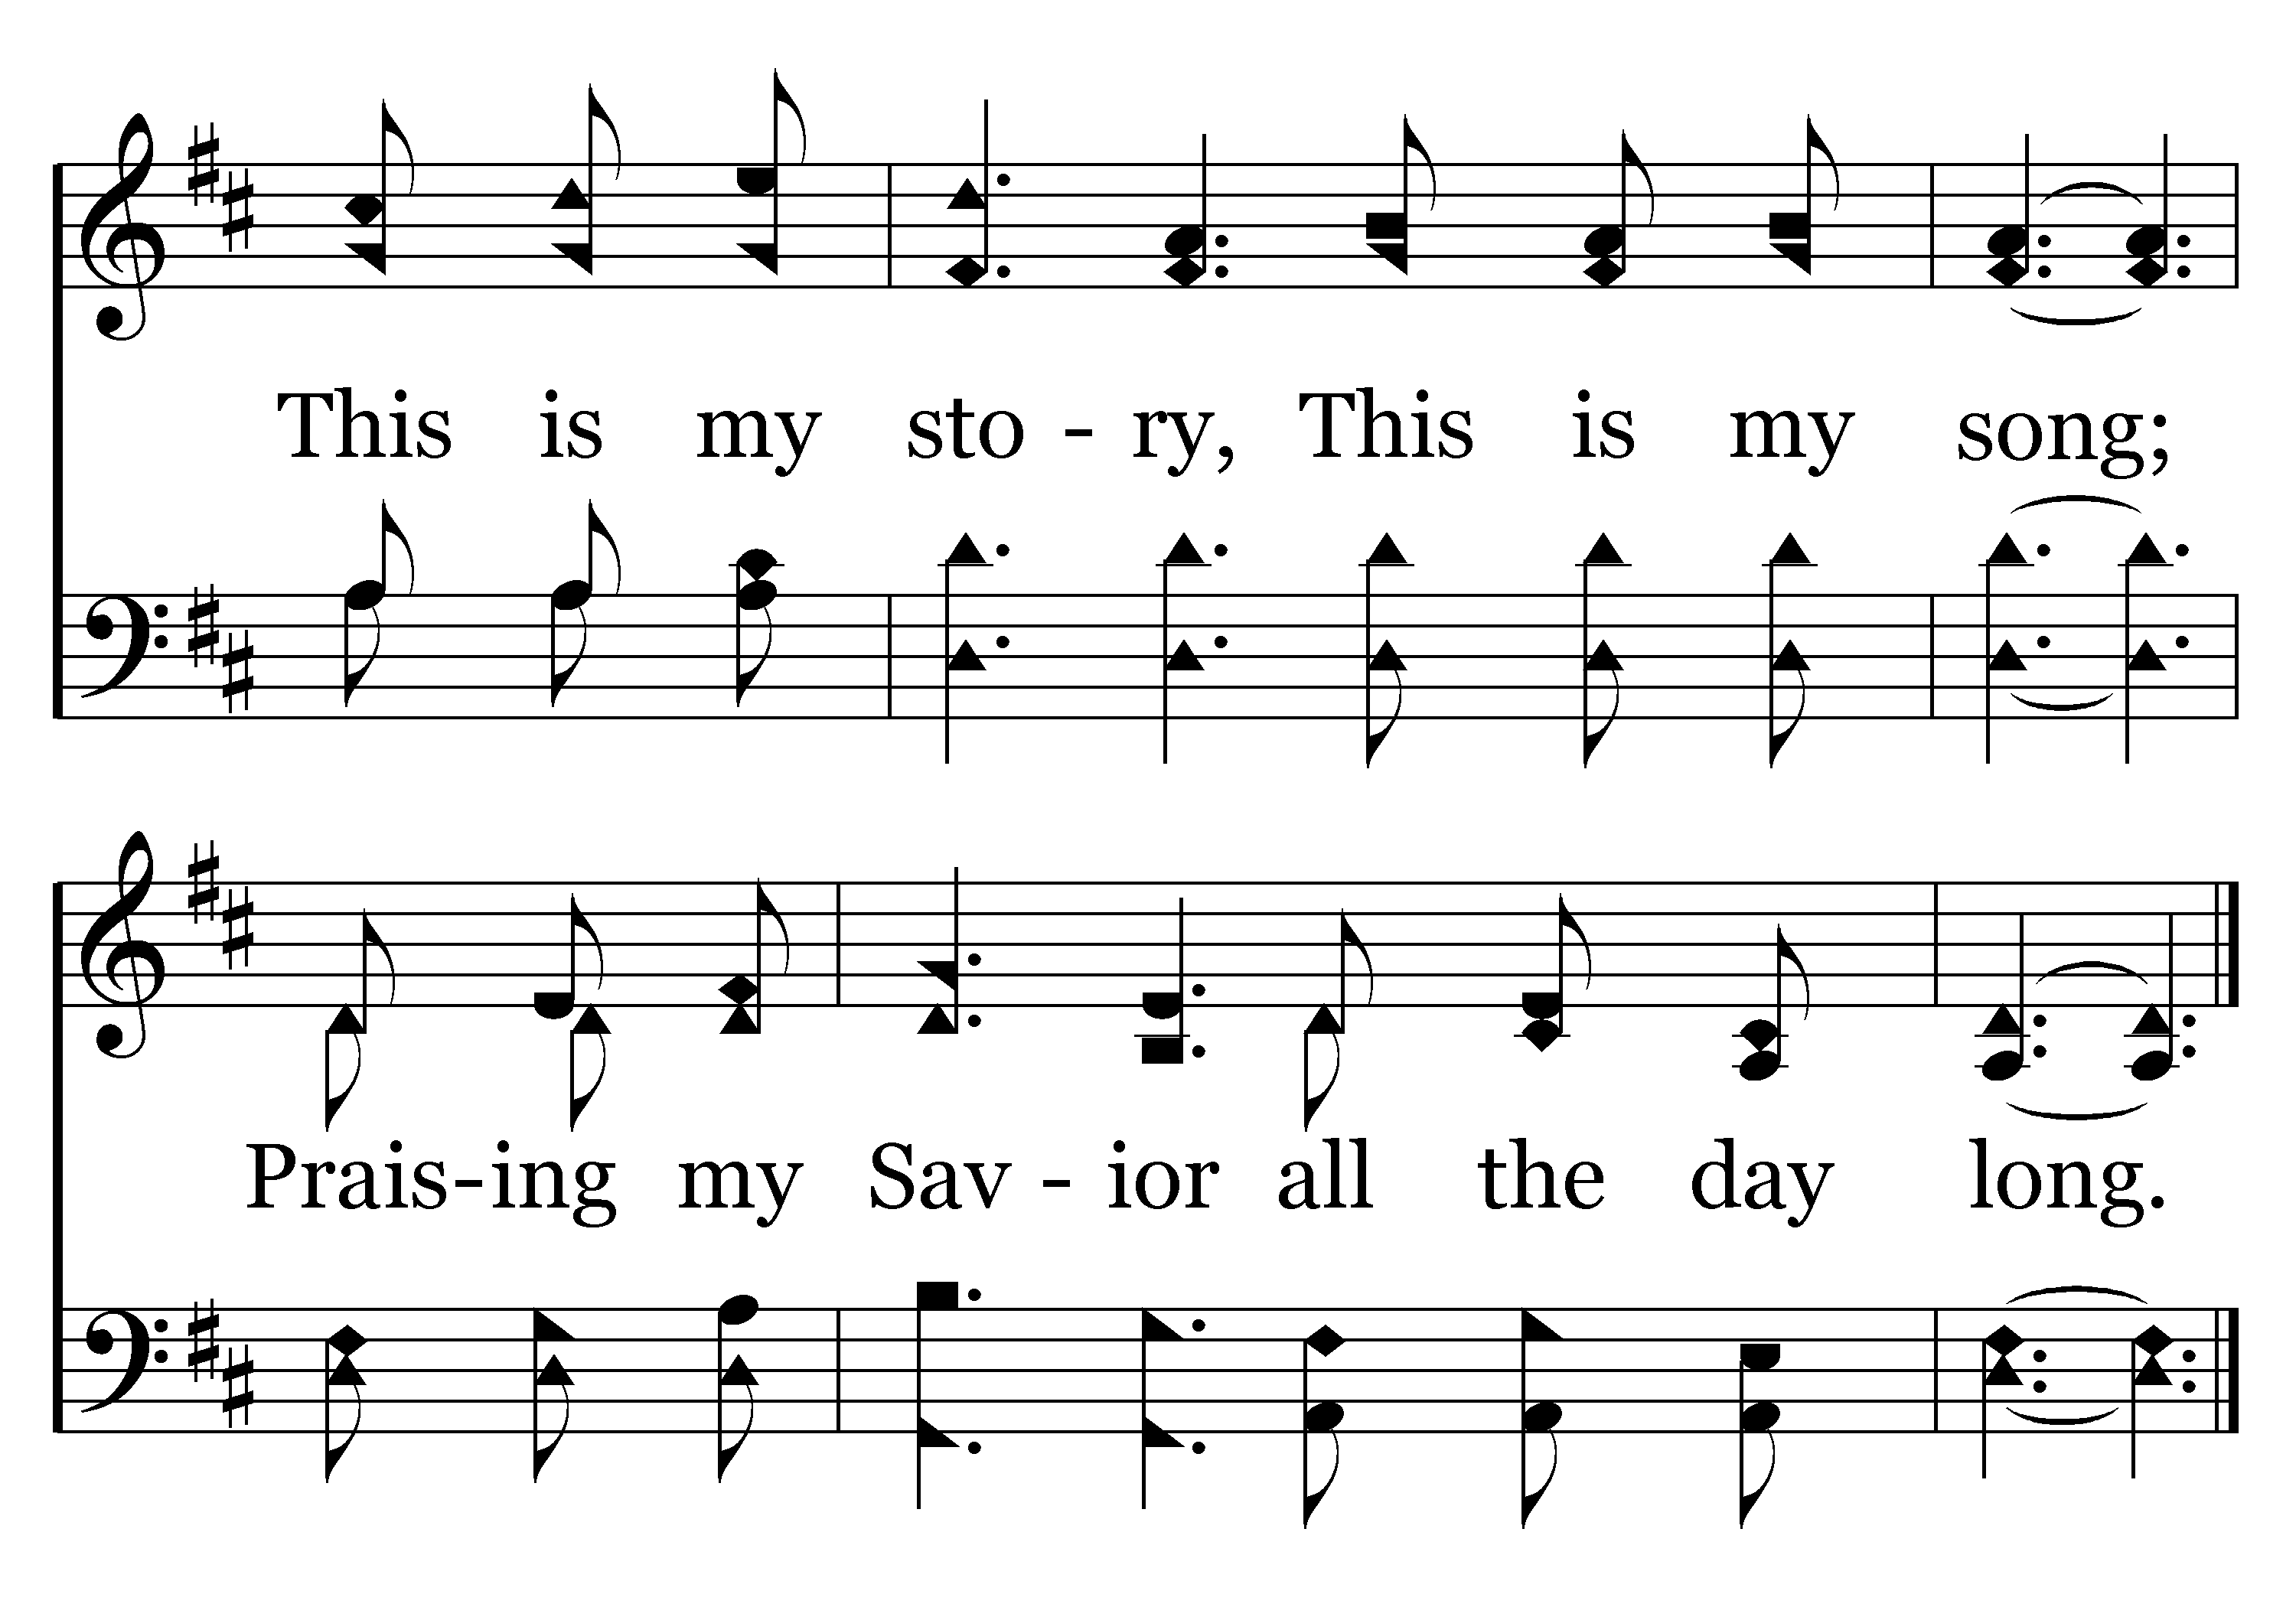 This is my sto - ry, This is my song;
Prais-ing my Sav - ior all the day long.